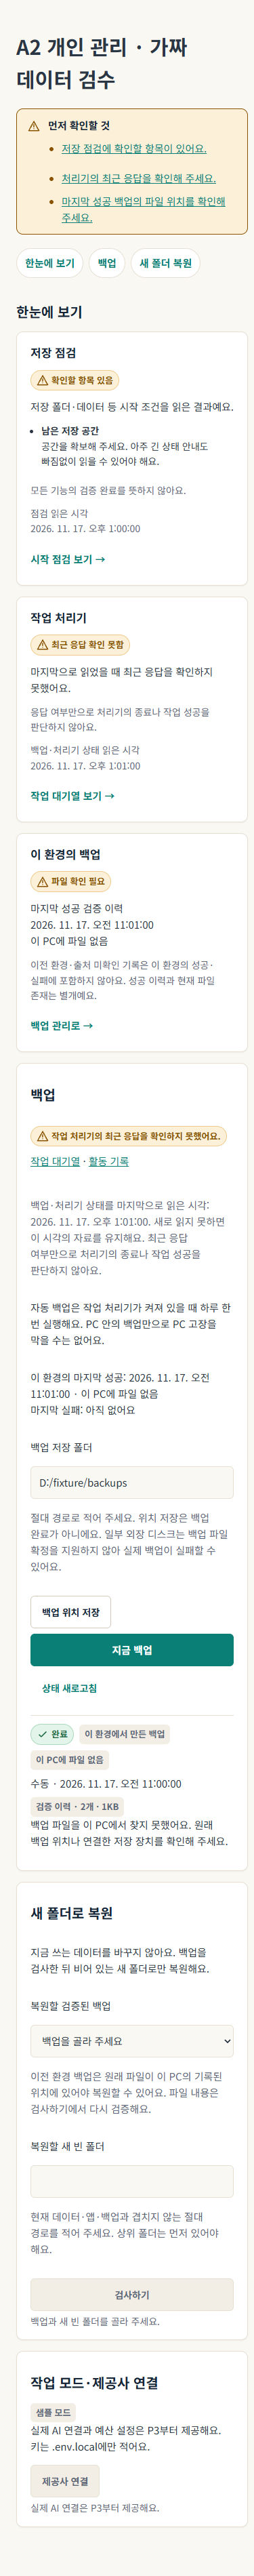 A2 개인 관리 · 가짜
데이터 검수
먼저 확인할 것
저장 점검에 확인할 항목이 있어요.
처리기의 최근 응답을 확인해 주세요.
마지막 성공 백업의 파일 위치를 확인해
주세요.
한눈에 보기
백업
새 폴더 복원
한눈에 보기
저장 점검
확인할 항목 있음
저장 폴더·데이터 등 시작 조건을 읽은 결과예요.
남은 저장 공간
공간을 확보해 주세요. 아주 긴 상태 안내도
빠짐없이 읽을 수 있어야 해요.
모든 기능의 검증 완료를 뜻하지 않아요.
점검 읽은 시각
2026. 11. 17. 오후 1:00:00
시작 점검 보기 →
작업 처리기
최근 응답 확인 못함
마지막으로 읽었을 때 최근 응답을 확인하지
못했어요.
응답 여부만으로 처리기의 종료나 작업 성공을
판단하지 않아요.
백업·처리기 상태 읽은 시각
2026. 11. 17. 오후 1:01:00
작업 대기열 보기 →
이 환경의 백업
파일 확인 필요
마지막 성공 검증 이력
2026. 11. 17. 오전 11:01:00
이 PC에 파일 없음
이전 환경·출처 미확인 기록은 이 환경의 성공·
실패에 포함하지 않아요. 성공 이력과 현재 파일
존재는 별개예요.
백업 관리로 →
백업
작업 처리기의 최근 응답을 확인하지 못했어요.
작업 대기열 · 활동 기록
백업·처리기 상태를 마지막으로 읽은 시각:
2026. 11. 17. 오후 1:01:00. 새로 읽지 못하면
이 시각의 자료를 유지해요. 최근 응답
여부만으로 처리기의 종료나 작업 성공을
판단하지 않아요.
자동 백업은 작업 처리기가 켜져 있을 때 하루 한
번 실행해요. PC 안의 백업만으로 PC 고장을
막을 수는 없어요.
이 환경의 마지막 성공: 2026. 11. 17. 오전
11:01:00 · 이 PC에 파일 없음
마지막 실패: 아직 없어요
백업 저장 폴더
D:/fixture/backups
절대 경로로 적어 주세요. 위치 저장은 백업
완료가 아니에요. 일부 외장 디스크는 백업 파일
확정을 지원하지 않아 실제 백업이 실패할 수
있어요.
백업 위치 저장
지금 백업
상태 새로고침
완료
이 환경에서 만든 백업
이 PC에 파일 없음
수동 · 2026. 11. 17. 오전 11:00:00
검증 이력 · 2개 · 1KB
백업 파일을 이 PC에서 찾지 못했어요. 원래
백업 위치나 연결한 저장 장치를 확인해 주세요.
새 폴더로 복원
지금 쓰는 데이터를 바꾸지 않아요. 백업을
검사한 뒤 비어 있는 새 폴더로만 복원해요.
복원할 검증된 백업
백업을 골라 주세요
이전 환경 백업은 원래 파일이 이 PC의 기록된
위치에 있어야 복원할 수 있어요. 파일 내용은
검사하기에서 다시 검증해요.
복원할 새 빈 폴더
현재 데이터·앱·백업과 겹치지 않는 절대
경로를 적어 주세요. 상위 폴더는 먼저 있어야
해요.
검사하기
백업과 새 빈 폴더를 골라 주세요.
작업 모드·제공사 연결
샘플 모드
실제 AI 연결과 예산 설정은 P3부터 제공해요.
키는 .env.local에만 적어요.
제공사 연결
실제 AI 연결은 P3부터 제공해요.